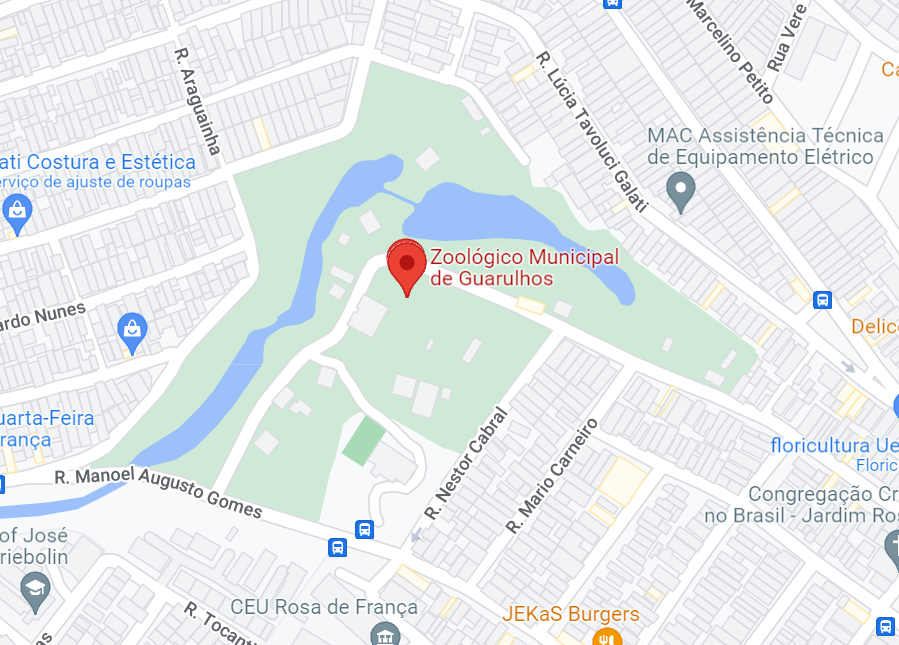 Marcelino Petito
Rua Vere
R. Araguainha
R. Lúcia Tavoluci Galati
MAC Assistência Técnica
de Equipamento Elétrico
ati Costura e Estética
erviço de ajuste de roupas
Zoológico Municipal
de Guarulhos
ardo Nunes
Delic
uarta-Feira
rança
R. Nestor Cabral
R. Mario Carneiro
floricultura Ue
Floric
R. Manoel Augusto Gomes
Congregação Cr
no Brasil - Jardim Ros
of José
riebolin
CEU Rosa de França
R. Tocanti
JEKaS Burgers